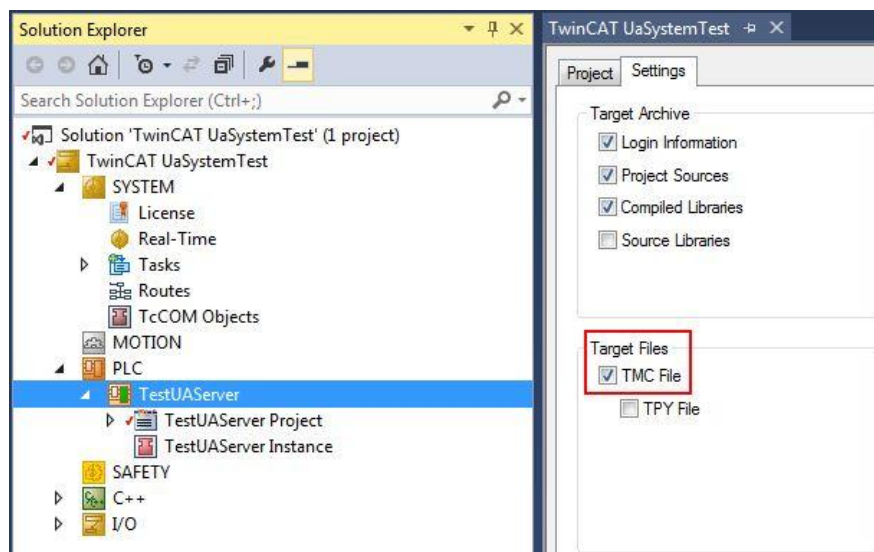 Solution Explorer
Search Solution Explorer (Ctrl+;)
Solution 'TwinCAT UaSystemTest' (1 project)
TwinCAT UaSystemTest
SYSTEM
License
Real-Time
Tasks
Routes
TcCOM Objects
MOTION
PLC
TestUAServer
TestUAServer Project
TestUAServer Instance
SAFETY
C++
I/O
TwinCAT UaSystemTest
Project Settings
Target Archive
Login Information
Project Sources
Compiled Libraries
Source Libraries
Target Files
TMC File
TPY File